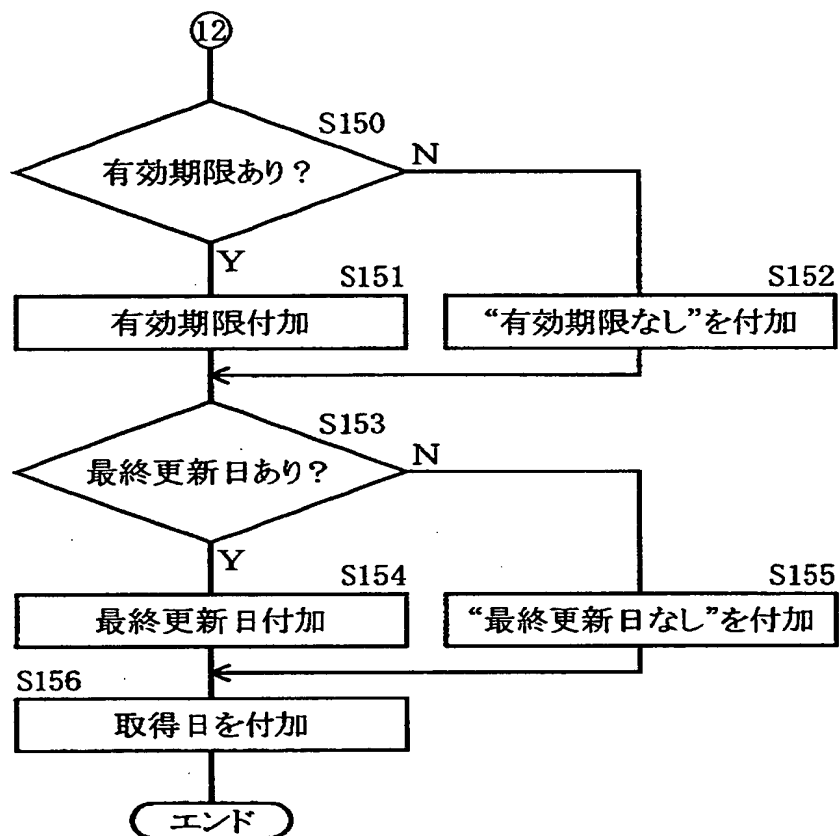 12
S150
有効期限あり?
N
Y
S151
有効期限付加
S152
“有効期限なし”を付加
S153
最終更新日あり?
N
Y
S154
最終更新日付加
S155
“最終更新日なし”を付加
S156
取得日を付加
エンド